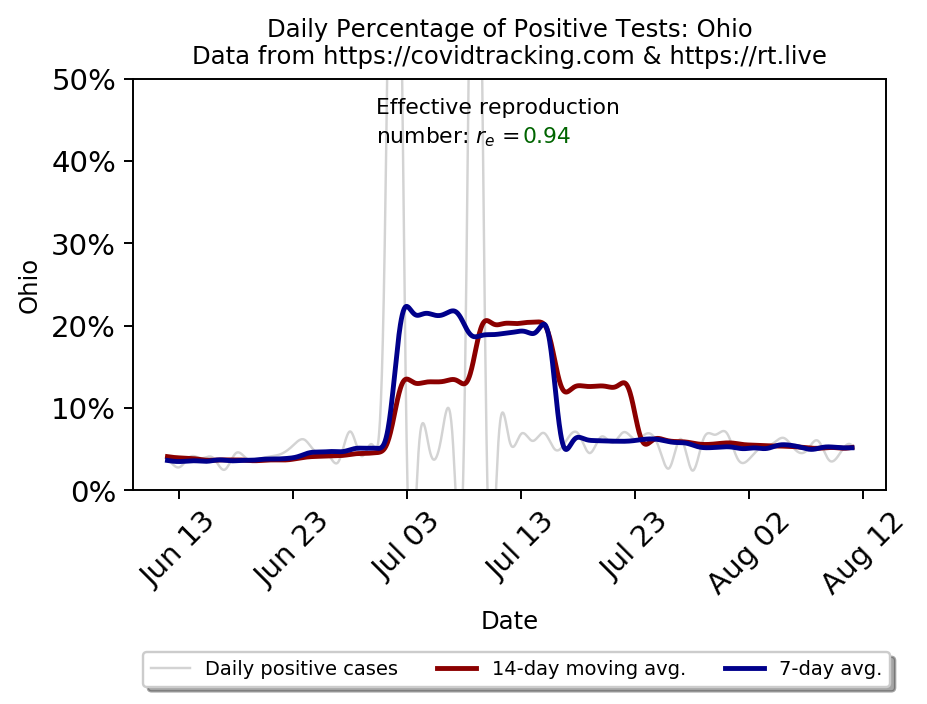 Daily Percentage of Positive Tests: Ohio
Data from https://covidtracking.com & https://rt.live
50%
40%
30%
20%
10%
0%
Ohio
Effective reproduction
number: rₑ =0.94
Jun 13
Jun 23
Jul 03
Jul 13
Jul 23
Aug 02
Aug 12
Date
Daily positive cases
14-day moving avg.
7-day avg.